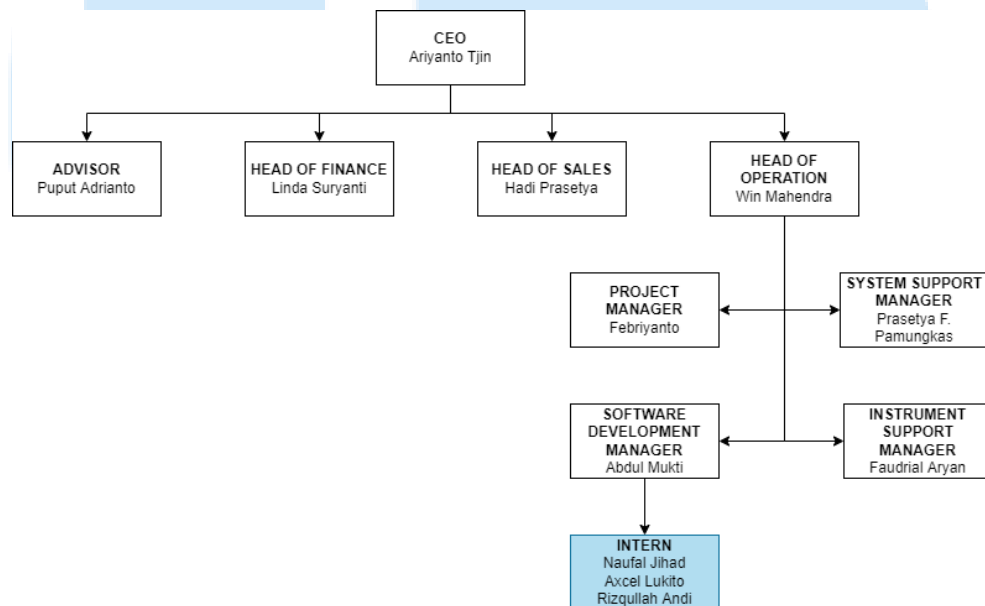 CEO
Ariyanto Tjin
ADVISOR
Puput Adrianto
HEAD OF FINANCE
Linda Suryanti
HEAD OF SALES
Hadi Prasetya
HEAD OF
OPERATION
Win Mahendra
PROJECT
MANAGER
Febriyanto
SYSTEM SUPPORT
MANAGER
Prasetya F.
Pamungkas
SOFTWARE
DEVELOPMENT
MANAGER
Abdul Mukti
INSTRUMENT
SUPPORT
MANAGER
Faudrial Aryan
INTERN
Naufal Jihad
Axcel Lukito
Rizqullah Andi